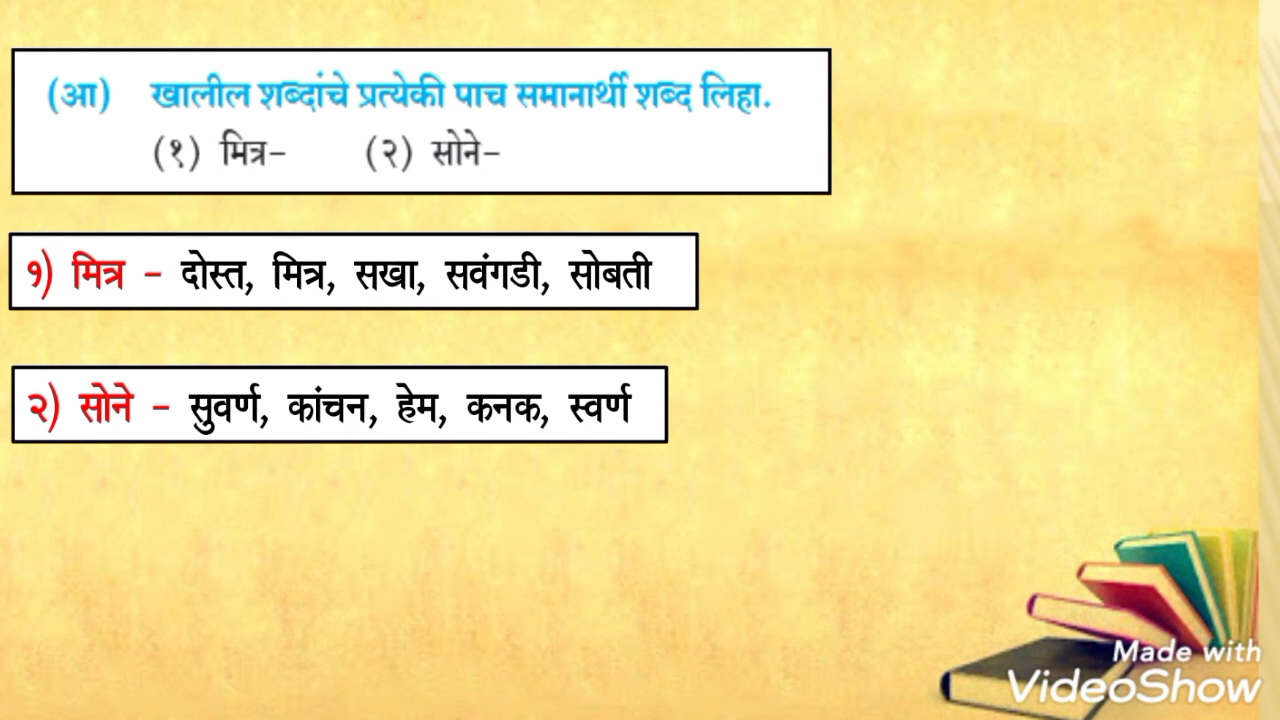 (आ) खालील शब्दांचे प्रत्येकी पाच समानार्थी शब्द लिहा.
(१) मित्र- (२) सोने-
१) मित्र - दोस्त, मित्र, सखा, सवंगडी, सोबती
२) सोने - सुवर्ण, कांचन, हेम, कनक, स्वर्ण
Made with
VideoShow